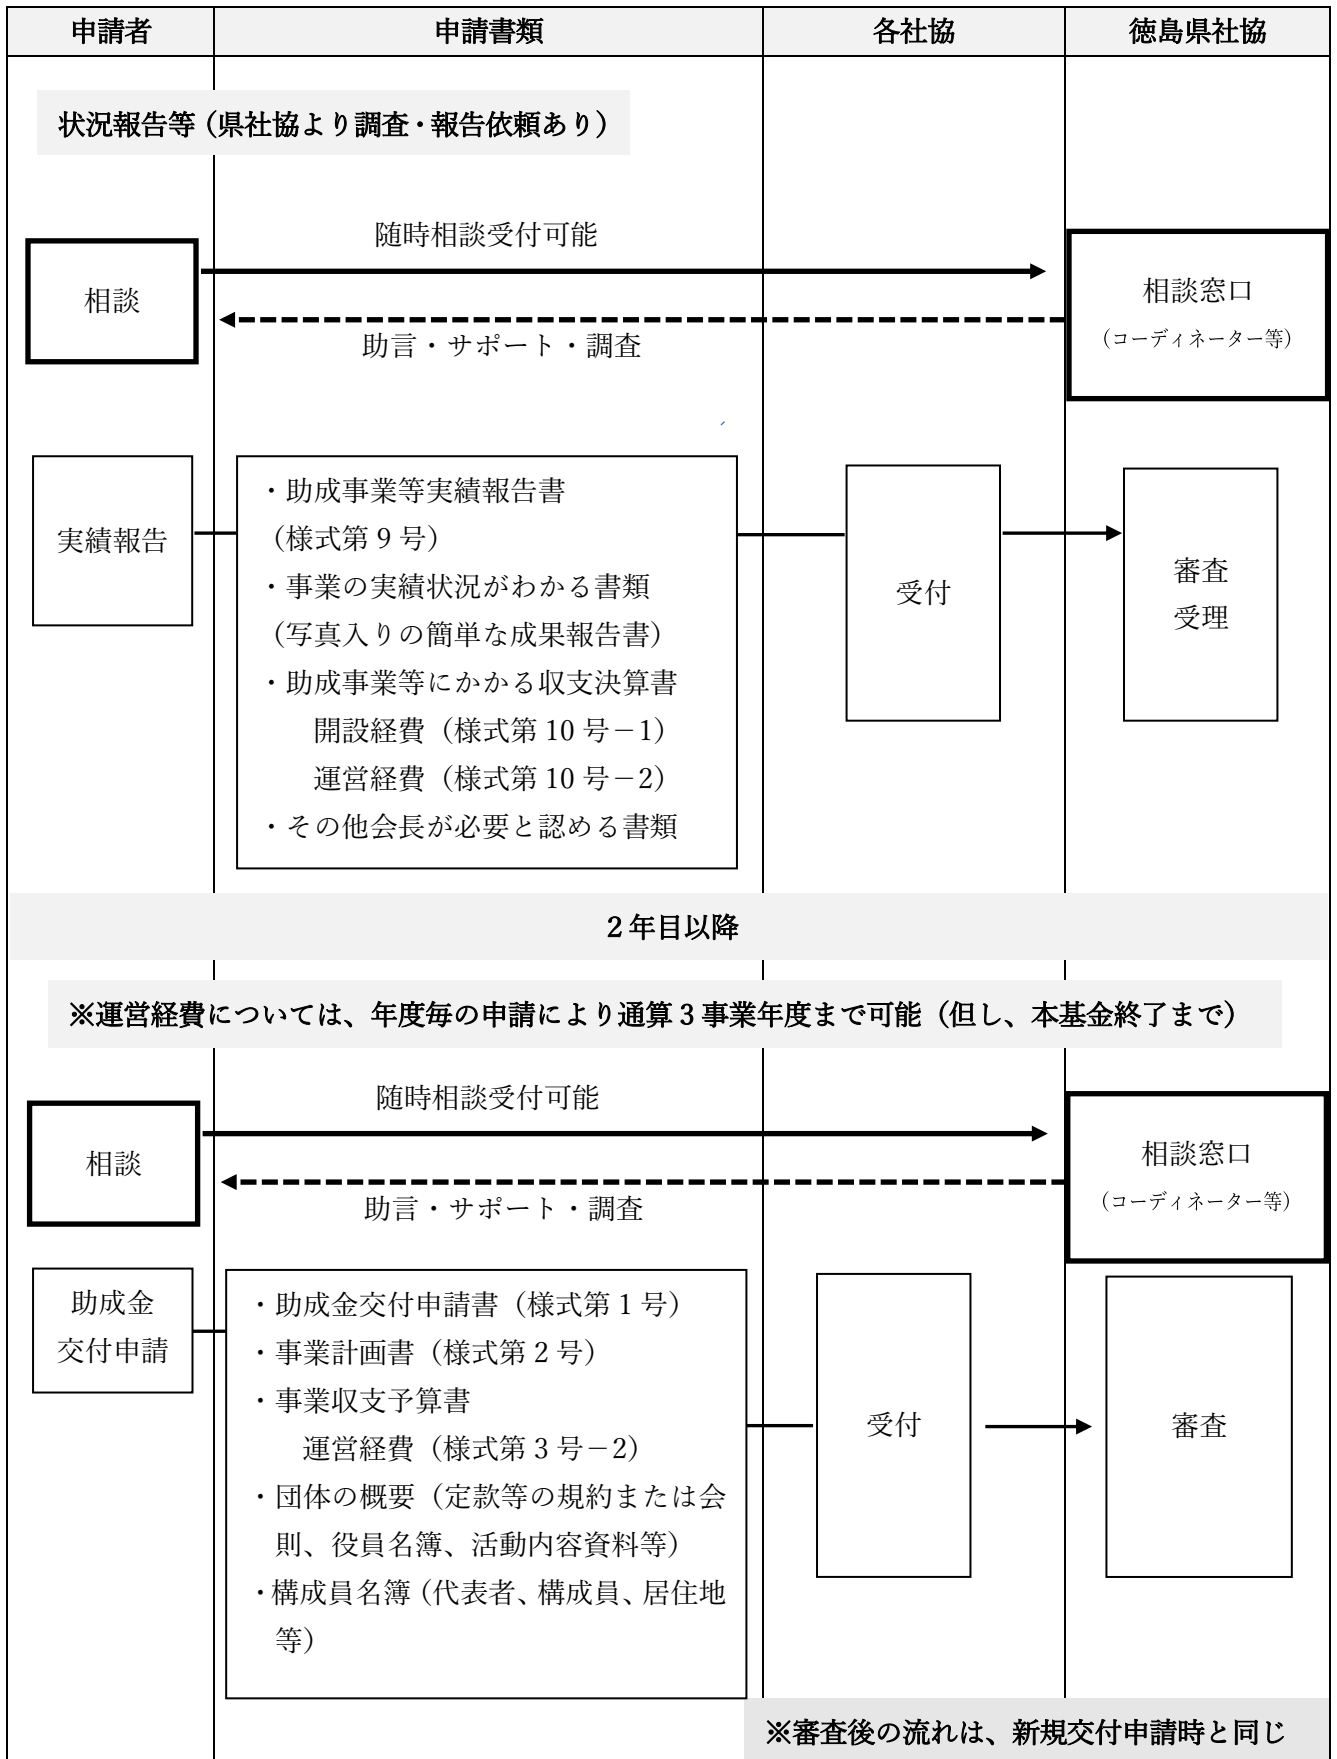 申請者
申請書類
各社協
徳島県社協
状況報告等（県社協より調査・報告依頼あり）
随時相談受付可能
相談
相談窓口
（コーディネーター等）
助言・サポート・調査
実績報告
・助成事業等実績報告書
（様式第 9 号）
・事業の実績状況がわかる書類
（写真入りの簡単な成果報告書）
・助成事業等にかかる収支決算書
開設経費（様式第 10 号－1）
運営経費（様式第 10 号－2）
・その他会長が必要と認める書類
受付
審査
受理
２年目以降
※運営経費については、年度毎の申請により通算 3 事業年度まで可能（但し、本基金終了まで）
随時相談受付可能
相談
相談窓口
（コーディネーター等）
助言・サポート・調査
助成金
交付申請
・助成金交付申請書（様式第 1 号）
・事業計画書（様式第 2 号）
・事業収支予算書
運営経費（様式第 3 号－2）
・団体の概要（定款等の規約または会
則、役員名簿、活動内容資料等）
・構成員名簿（代表者、構成員、居住地
等）
受付
審査
※審査後の流れは、新規交付申請時と同じ